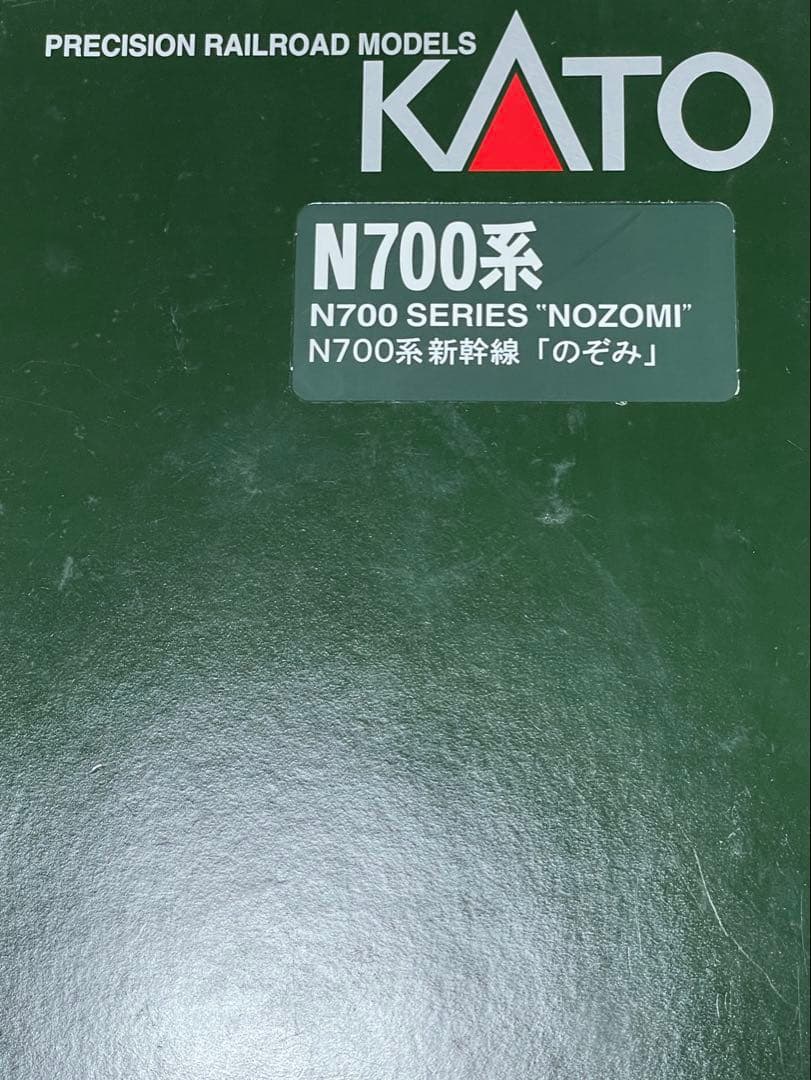 PRECISION RAILROAD MODELS
KATO
N700系
N700 SERIES "NOZOMI"
N700系新幹線「のぞみ」